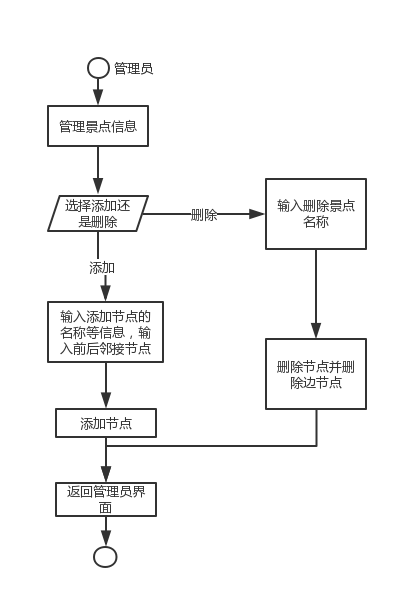 管理员
管理景点信息
选择添加还
是删除
删除
输入删除景点
名称
添加
输入添加节点的
名称等信息，输
入前后邻接节点
删除节点并删
除边节点
添加节点
返回管理员界
面